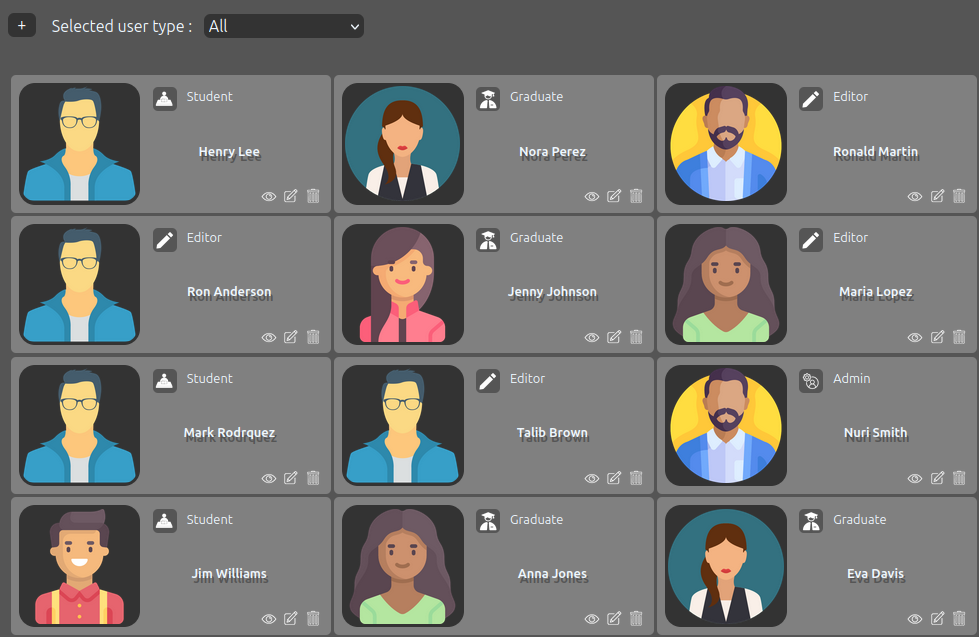 + Selected user type : All
Student
Henry Lee
Graduate
Nora Perez
Editor
Ronald Martin
Editor
Ron Anderson
Graduate
Jenny Johnson
Editor
Maria Lopez
Student
Mark Rodrquez
Editor
Talib Brown
Admin
Nuri Smith
Student
Jim Williams
Graduate
Anna Jones
Graduate
Eva Davis